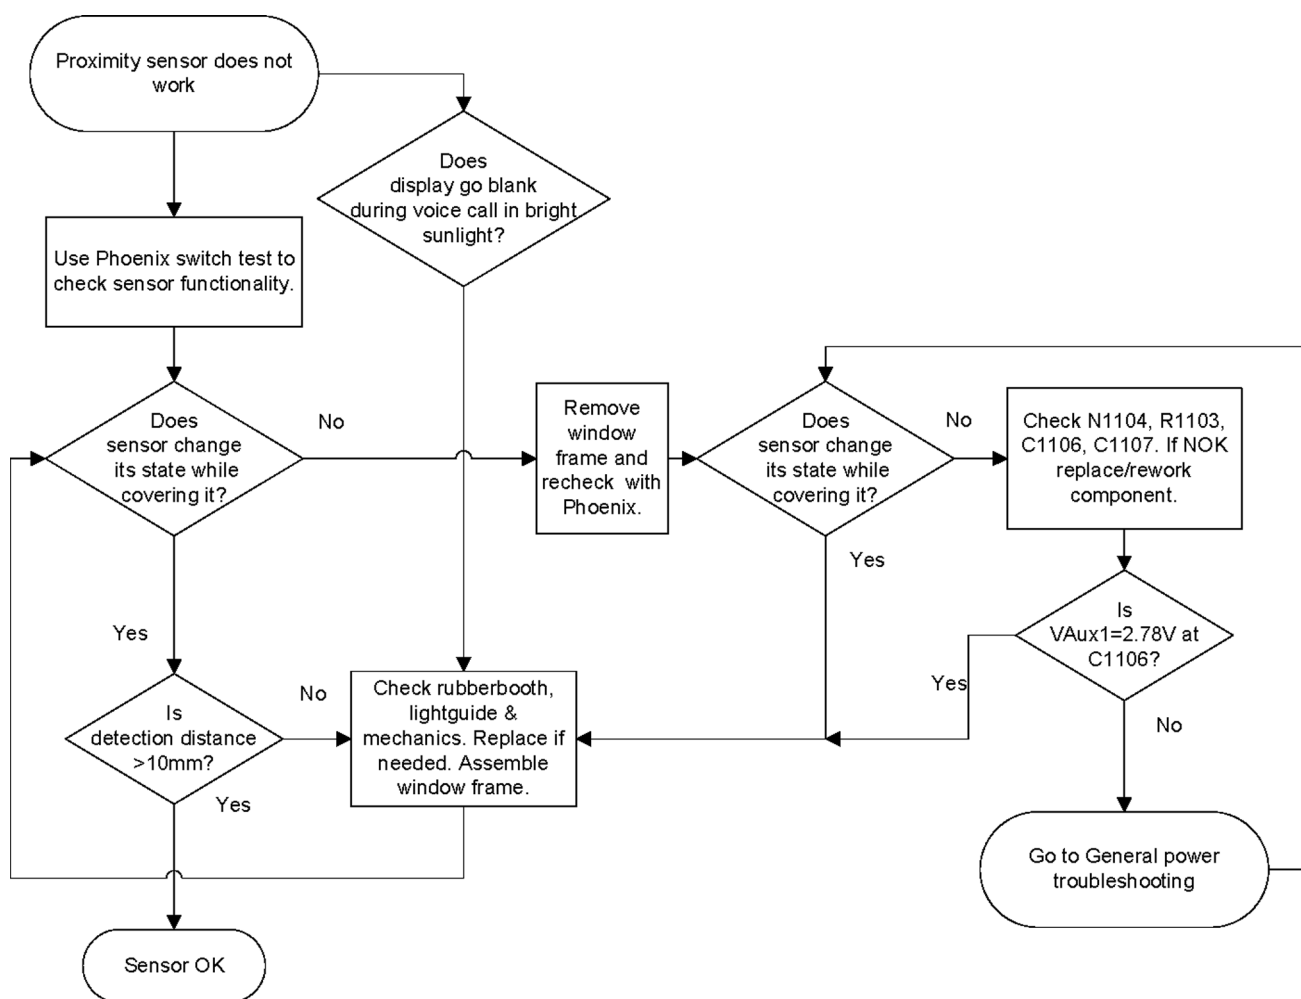 Proximity sensor does not
work
Does
display go blank
during voice call in bright
sunlight?
Use Phoenix switch test to
check sensor functionality.
Does
sensor change
its state while
covering it?
No
Remove
window
frame and
recheck with
Phoenix.
Does
sensor change
its state while
covering it?
No
Check N1104, R1103,
C1106, C1107. If NOK
replace/rework
component.
Yes
Is
VAux1=2.78V at
C1106?
Yes
No
Yes
Is
detection distance
>10mm?
No
Check rubberbooth,
lightguide &
mechanics. Replace if
needed. Assemble
window frame.
Yes
Go to General power
troubleshooting
Sensor OK